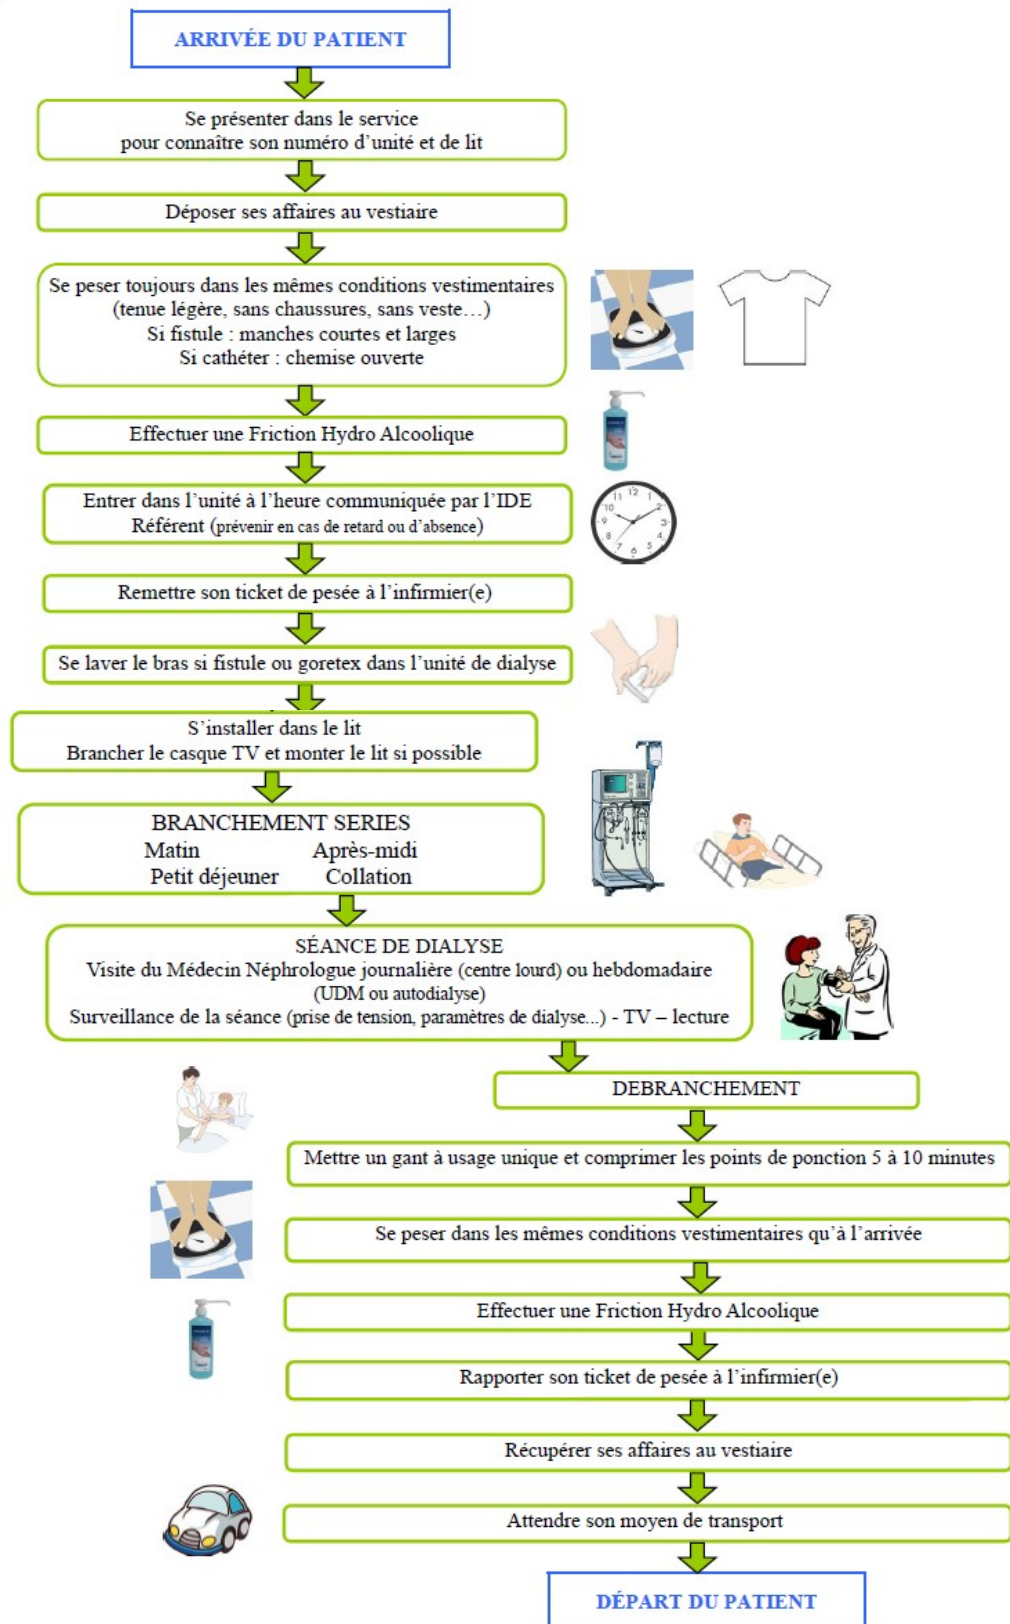 ARRIVÉE DU PATIENT
Se présenter dans le service
pour connaître son numéro d'unité et de lit
Déposer ses affaires au vestiaire
Se peser toujours dans les mêmes conditions vestimentaires
(tenue légère, sans chaussures, sans veste…)
Si fistule : manches courtes et larges
Si cathéter : chemise ouverte
Effectuer une Friction Hydro Alcoolique
Entrer dans l'unité à l'heure communiquée par l'IDE
Référent (prévenir en cas de retard ou d'absence)
Remettre son ticket de pesée à l'infirmier(e)
Se laver le bras si fistule ou goretex dans l'unité de dialyse
S'installer dans le lit
Brancher le casque TV et monter le lit si possible
BRANCHEMENT SERIES
Matin Après-midi
Petit déjeuner Collation
SÉANCE DE DIALYSE
Visite du Médecin Néphrologue journalière (centre lourd) ou hebdomadaire
(UDM ou autodialyse)
Surveillance de la séance (prise de tension, paramètres de dialyse...) - TV – lecture
DEBRANCHEMENT
Mettre un gant à usage unique et comprimer les points de ponction 5 à 10 minutes
Se peser dans les mêmes conditions vestimentaires qu'à l'arrivée
Effectuer une Friction Hydro Alcoolique
Rapporter son ticket de pesée à l'infirmier(e)
Récupérer ses affaires au vestiaire
Attendre son moyen de transport
DÉPART DU PATIENT